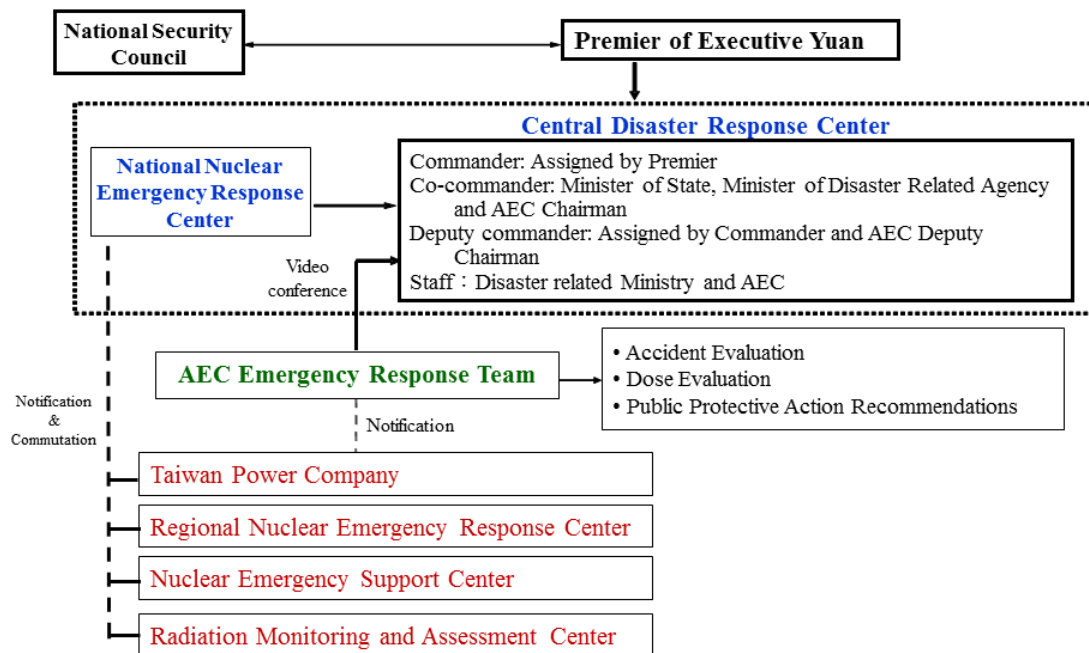 National Security
Council
Premier of Executive Yuan
Central Disaster Response Center
National Nuclear
Emergency Response
Center
Commander: Assigned by Premier
Co-commander: Minister of State, Minister of Disaster Related Agency
and AEC Chairman
Deputy commander: Assigned by Commander and AEC Deputy
Chairman
Staff：Disaster related Ministry and AEC
Video
conference
AEC Emergency Response Team
• Accident Evaluation
• Dose Evaluation
• Public Protective Action Recommendations
Notification
&
Commutation
Notification
Taiwan Power Company
Regional Nuclear Emergency Response Center
Nuclear Emergency Support Center
Radiation Monitoring and Assessment Center